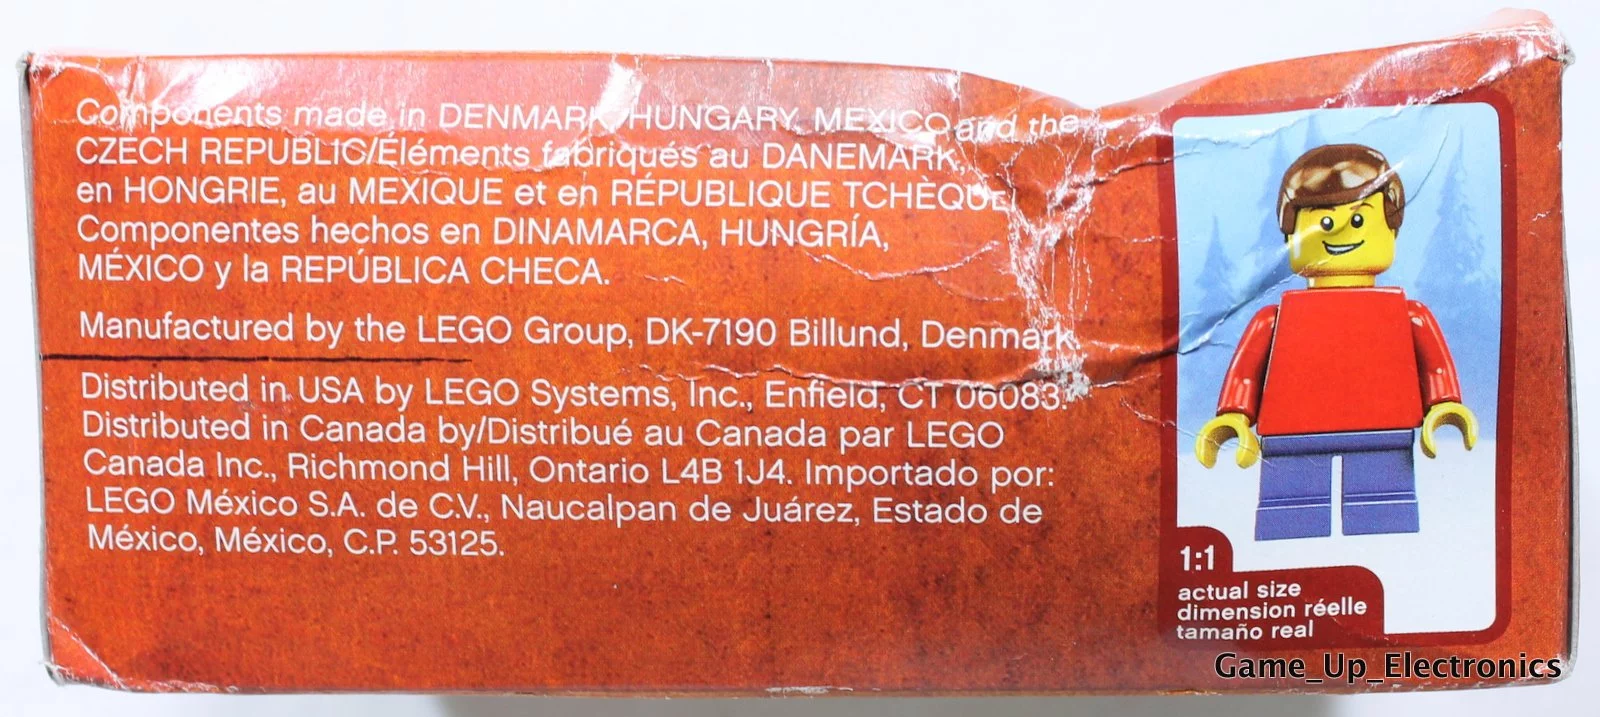 Components made in DENMARK, HUNGARY, MEXICO and the
CZECH REPUBLIC/Éléments fabriqués au DANEMARK,
en HONGRIE, au MEXIQUE et en RÉPUBLIQUE TCHÈQUE
Componentes hechos en DINAMARCA, HUNGRÍA,
MÉXICO y la REPÚBLICA CHECA.
Manufactured by the LEGO Group, DK-7190 Billund, Denmark.
Distributed in USA by LEGO Systems, Inc., Enfield, CT 06083.
Distributed in Canada by/Distribué au Canada par LEGO
Canada Inc., Richmond Hill, Ontario L4B 1J4. Importado por:
LEGO México S.A. de C.V., Naucalpan de Juárez, Estado de
México, México, C.P. 53125.
1:1
actual size
dimension réelle
tamaño real
Game_Up_Electronics